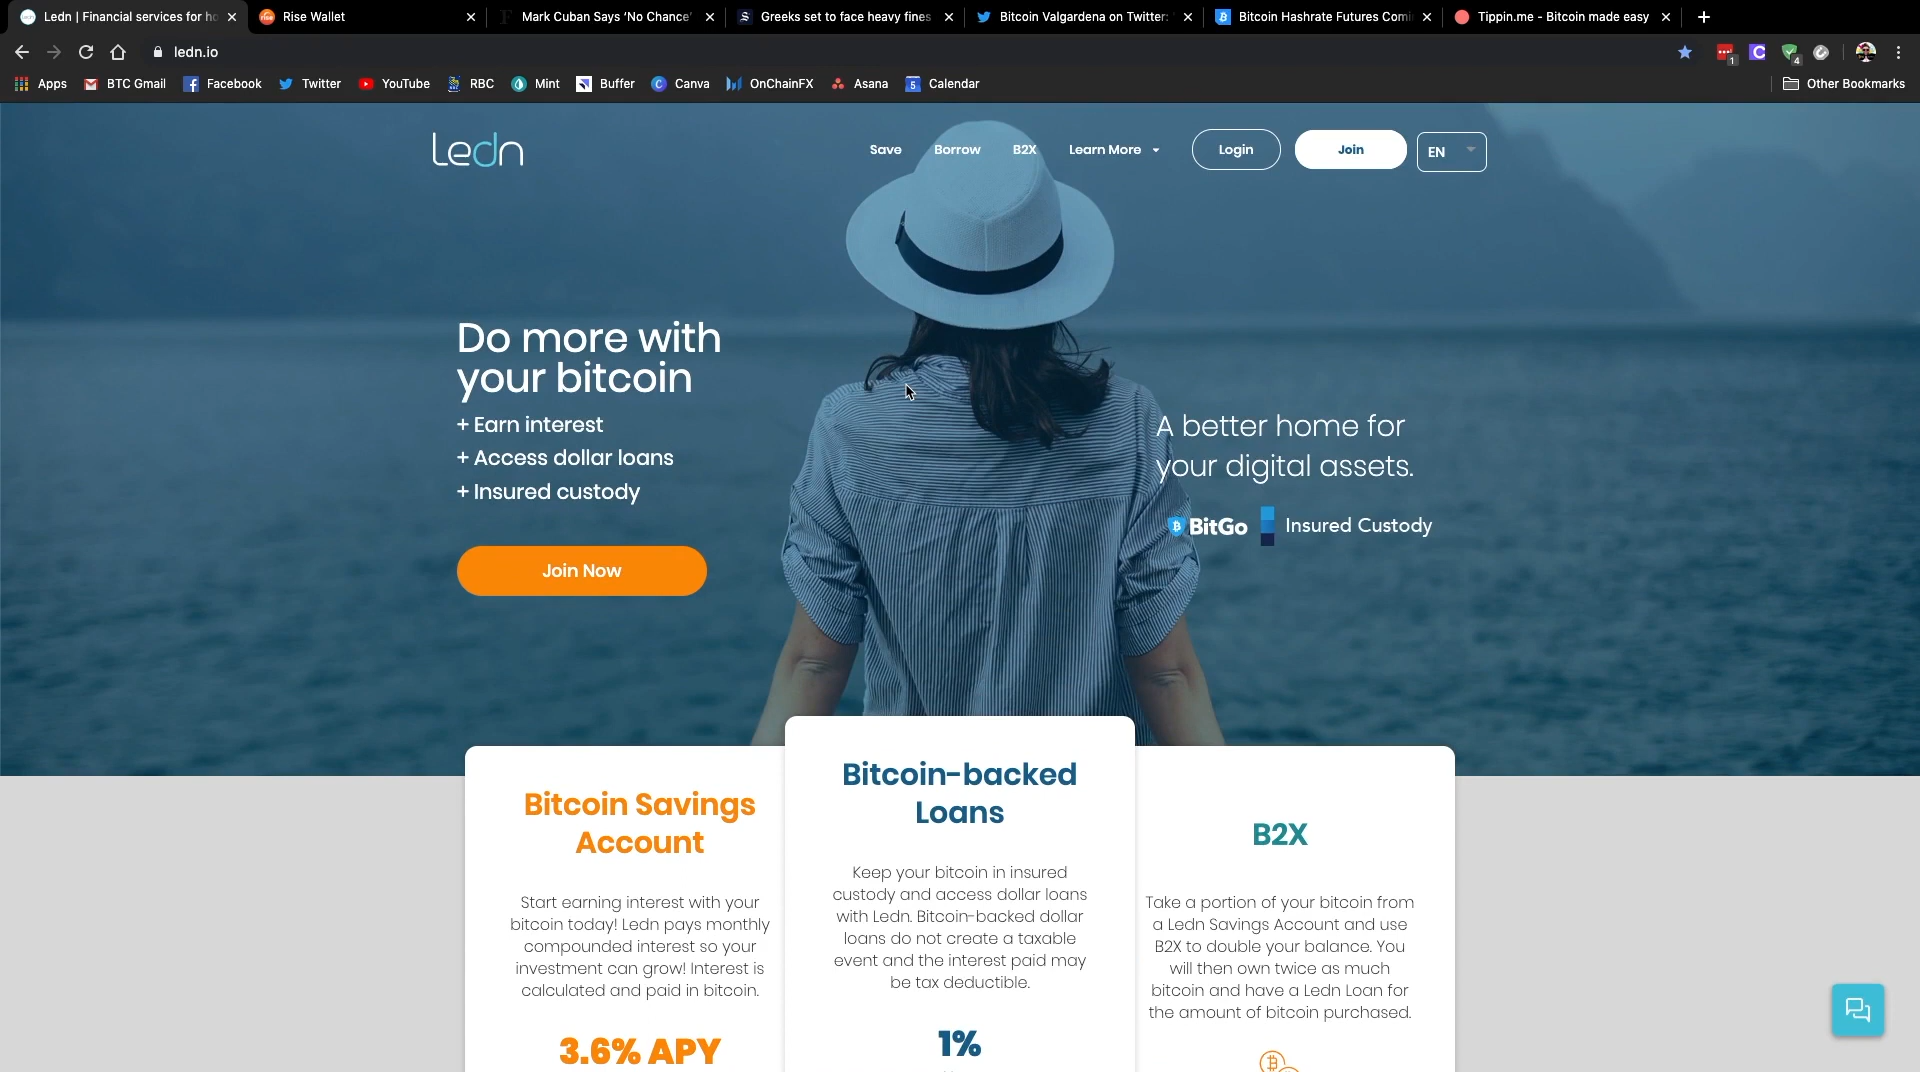 Ledn | Financial services for ho
Rise Wallet
Mark Cuban Says ‘No Chance’
Greeks set to face heavy fines
Bitcoin Valgardena on Twitter:
Bitcoin Hashrate Futures Comi
Tippin.me - Bitcoin made easy
ledn.io
1
4
Apps
BTC Gmail
Facebook
Twitter
YouTube
RBC
Mint
Buffer
Canva
OnChainFX
Asana
Calendar
Other Bookmarks
ledn
Save
Borrow
B2X
Learn More
Login
Join
EN
Do more with
your bitcoin
+ Earn interest
+ Access dollar loans
+ Insured custody
Join Now
A better home for
your digital assets.
BitGo Insured Custody
Bitcoin Savings
Account
Start earning interest with your
bitcoin today! Ledn pays monthly
compounded interest so your
investment can grow! Interest is
calculated and paid in bitcoin.
3.6% APY
Bitcoin-backed
Loans
Keep your bitcoin in insured
custody and access dollar loans
with Ledn. Bitcoin-backed dollar
loans do not create a taxable
event and the interest paid may
be tax deductible.
1%
B2X
Take a portion of your bitcoin from
a Ledn Savings Account and use
B2X to double your balance. You
will then own twice as much
bitcoin and have a Ledn Loan for
the amount of bitcoin purchased.